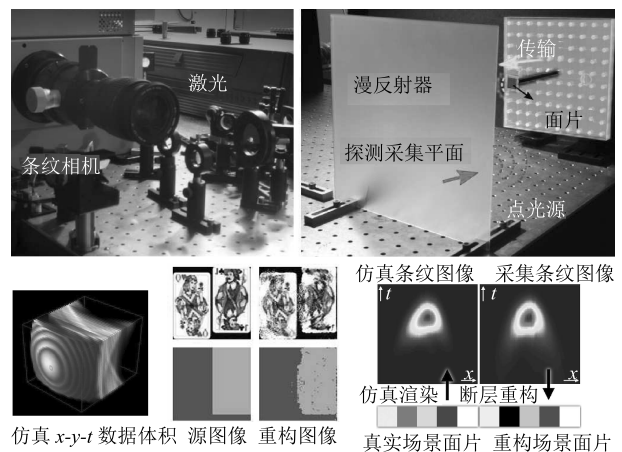 激光
条纹相机
传输
漫反射器
面片
探测采集平面
点光源
仿真条纹图像 采集条纹图像
t t
x x
仿真渲染 断层重构
仿真 x-y-t 数据体积 源图像 重构图像
真实场景面片 重构场景面片